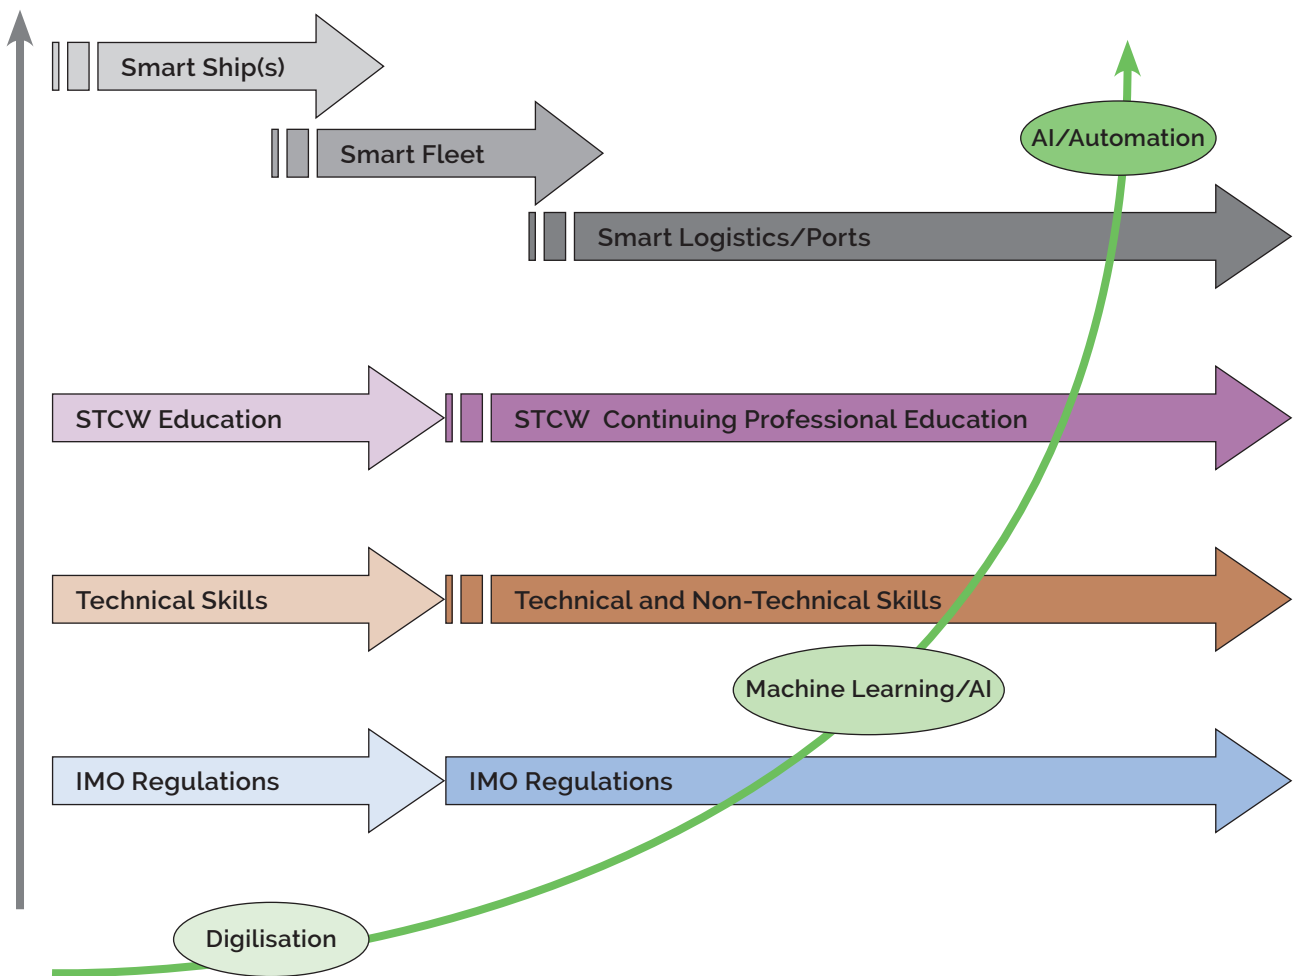 Smart Ship(s)
Smart Fleet
AI/Automation
Smart Logistics/Ports
STCW Education
STCW  Continuing Professional Education
Technical Skills
Technical and Non-Technical Skills
Machine Learning/AI
IMO Regulations
IMO Regulations
Digilisation